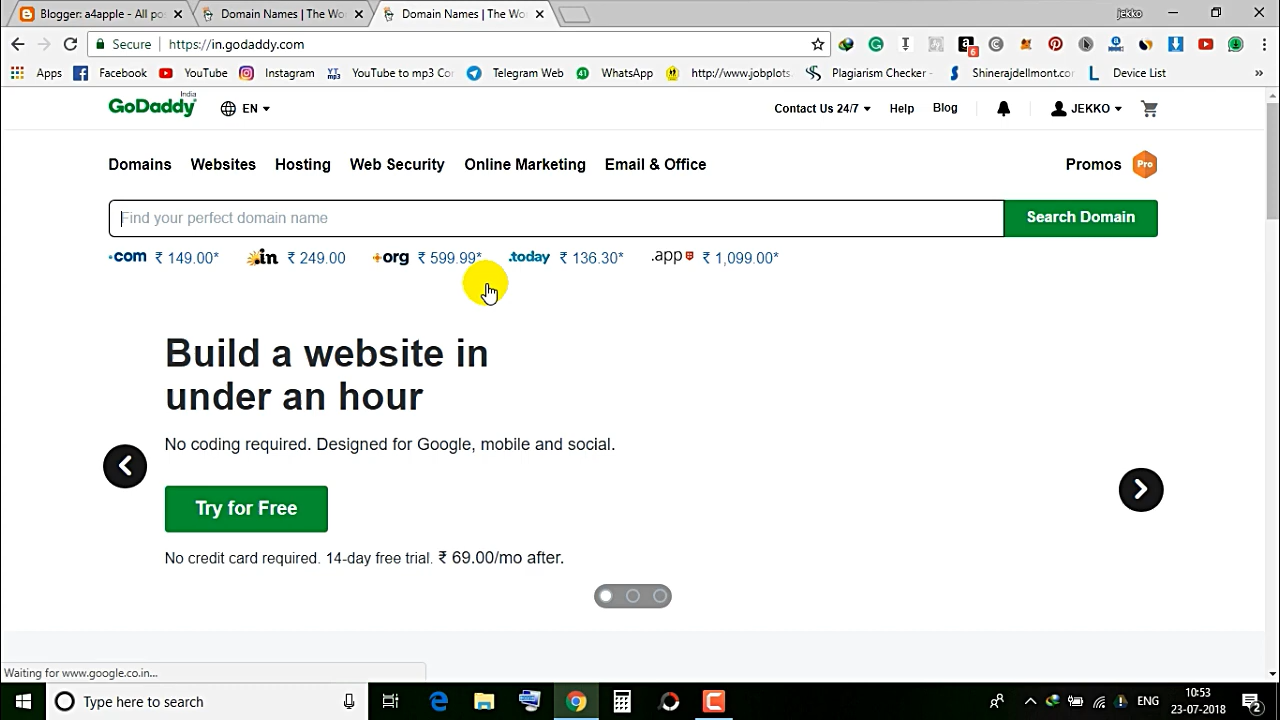 Blogger: a4apple - All po
Domain Names | The Wo
Domain Names | The Wo
jekko
Secure
https://in.godaddy.com
6
Apps
Facebook
YouTube
Instagram
YouTube to mp3 Co
Telegram Web
41
WhatsApp
http://www.jobplots
Plagiarism Checker -
Shinerajdellmont.co
Device List
»
India
GoDaddy
EN
Contact Us 24/7
Help
Blog
JEKKO
Domains
Websites
Hosting
Web Security
Online Marketing
Email & Office
Promos
Pro
Find your perfect domain name
Search Domain
.com ₹ 149.00*
.in ₹ 249.00
org ₹ 599.99*
.today ₹ 136.30*
.app ₹ 1,099.00*
Build a website in
under an hour
No coding required. Designed for Google, mobile and social.
Try for Free
No credit card required. 14-day free trial. ₹ 69.00/mo after.
Waiting for www.google.co.in...
Type here to search
ENG
10:53
23-07-2018
2